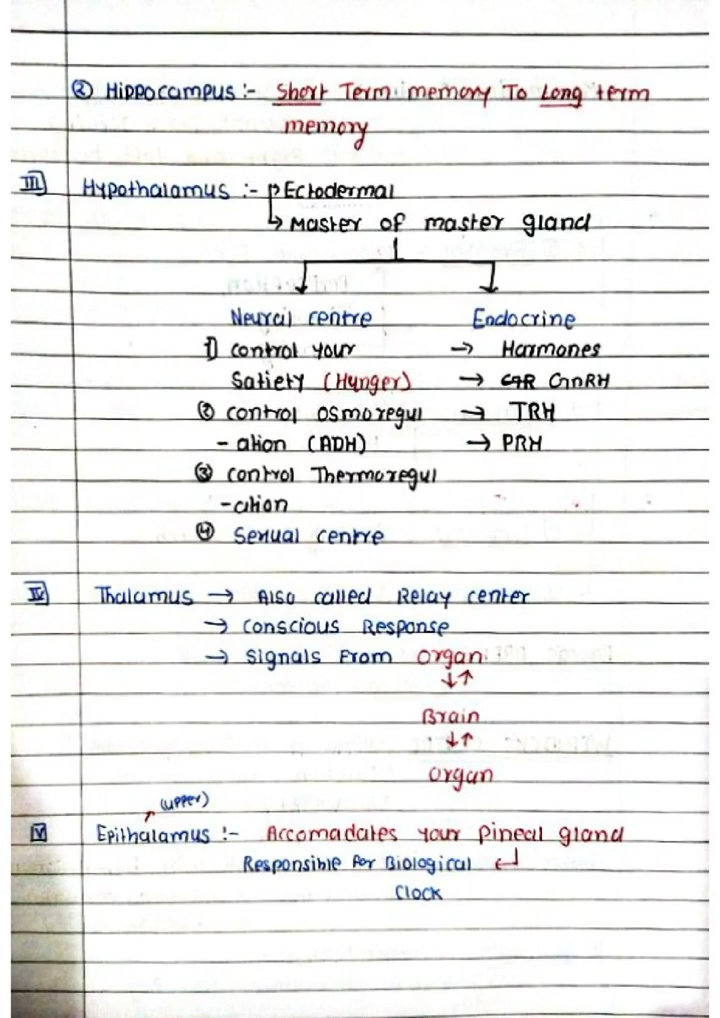 ② Hippocampus :- Short Term memory To Long term
memory
III Hypothalamus :- → Ectodermal
↳ Master of master gland
Neural centre Endocrine
1) control your → Harmones
Satiety (Hunger) → GnRH
② control osmoregul → TRH
- ation (ADH) → PRH
③ control Thermoregul
-ation
④ Sexual centre
IV Thalamus → Also called Relay center
→ Conscious Response
→ Signals From organ
↓↑
Brain
↓↑
organ
(upper)
V Epithalamus :- Accomadates your pineal gland
Responsible for Biological ↵
Clock